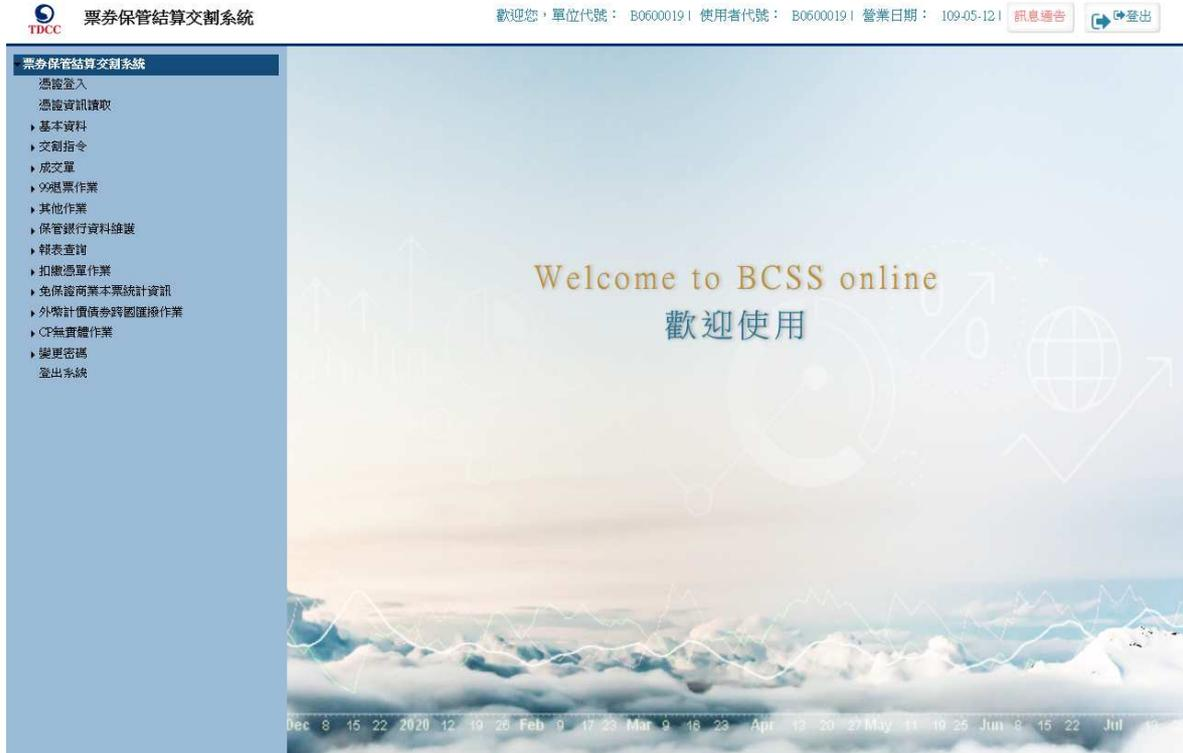 TDCC
票券保管結算交割系統
歡迎您，單位代號： B0600019| 使用者代號： B0600019| 營業日期： 109-05-12| 訊息通告 登出
票券保管結算交割系統
憑證登入
憑證資訊讀取
基本資料
交割指令
成交單
99退票作業
其他作業
保管銀行資料維護
報表查詢
扣繳憑單作業
免保證商業本票統計資訊
外幣計價債券跨國匯撥作業
CP無實體作業
變更密碼
登出系統
Welcome to BCSS online
歡迎使用
%
Dec 8 15 22 2020 12 19 26 Feb 9 17 23 Mar 9 16 23 Apr 13 20 27 May 11 18 25 Jun 8 15 22 Jul